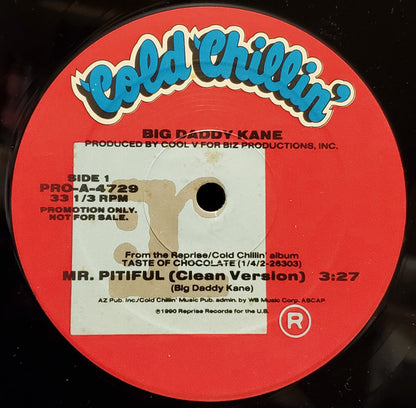 Cold Chillin'
BIG DADDY KANE
PRODUCED BY COOL V FOR BIZ PRODUCTIONS, INC.
SIDE 1
PRO-A-4729
33 1/3 RPM
PROMOTION ONLY.
NOT FOR SALE.
r
From the Reprise/Cold Chillin' album
TASTE OF CHOCOLATE (1/4/2-26303)
MR. PITIFUL (Clean Version) 3:27
(Big Daddy Kane)
AZ Pub. Inc./Cold Chillin' Music Pub. admin. by WB Music Corp. ASCAP
℗1990 Reprise Records for the U.S.
®